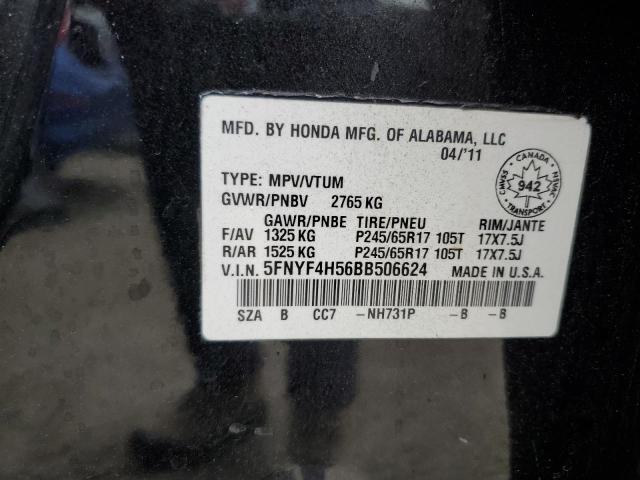 MFD. BY HONDA MFG. OF ALABAMA, LLC
04/'11
TYPE: MPV/VTUM
GVWR/PNBV 2765 KG
GAWR/PNBE TIRE/PNEU RIM/JANTE
F/AV 1325 KG P245/65R17 105T 17X7.5J
R/AR 1525 KG P245/65R17 105T 17X7.5J
V.I.N. 5FNYF4H56BB506624 MADE IN U.S.A.
SZA B CC7 -NH731P -B -B
CANADA
942
TRANSPORT